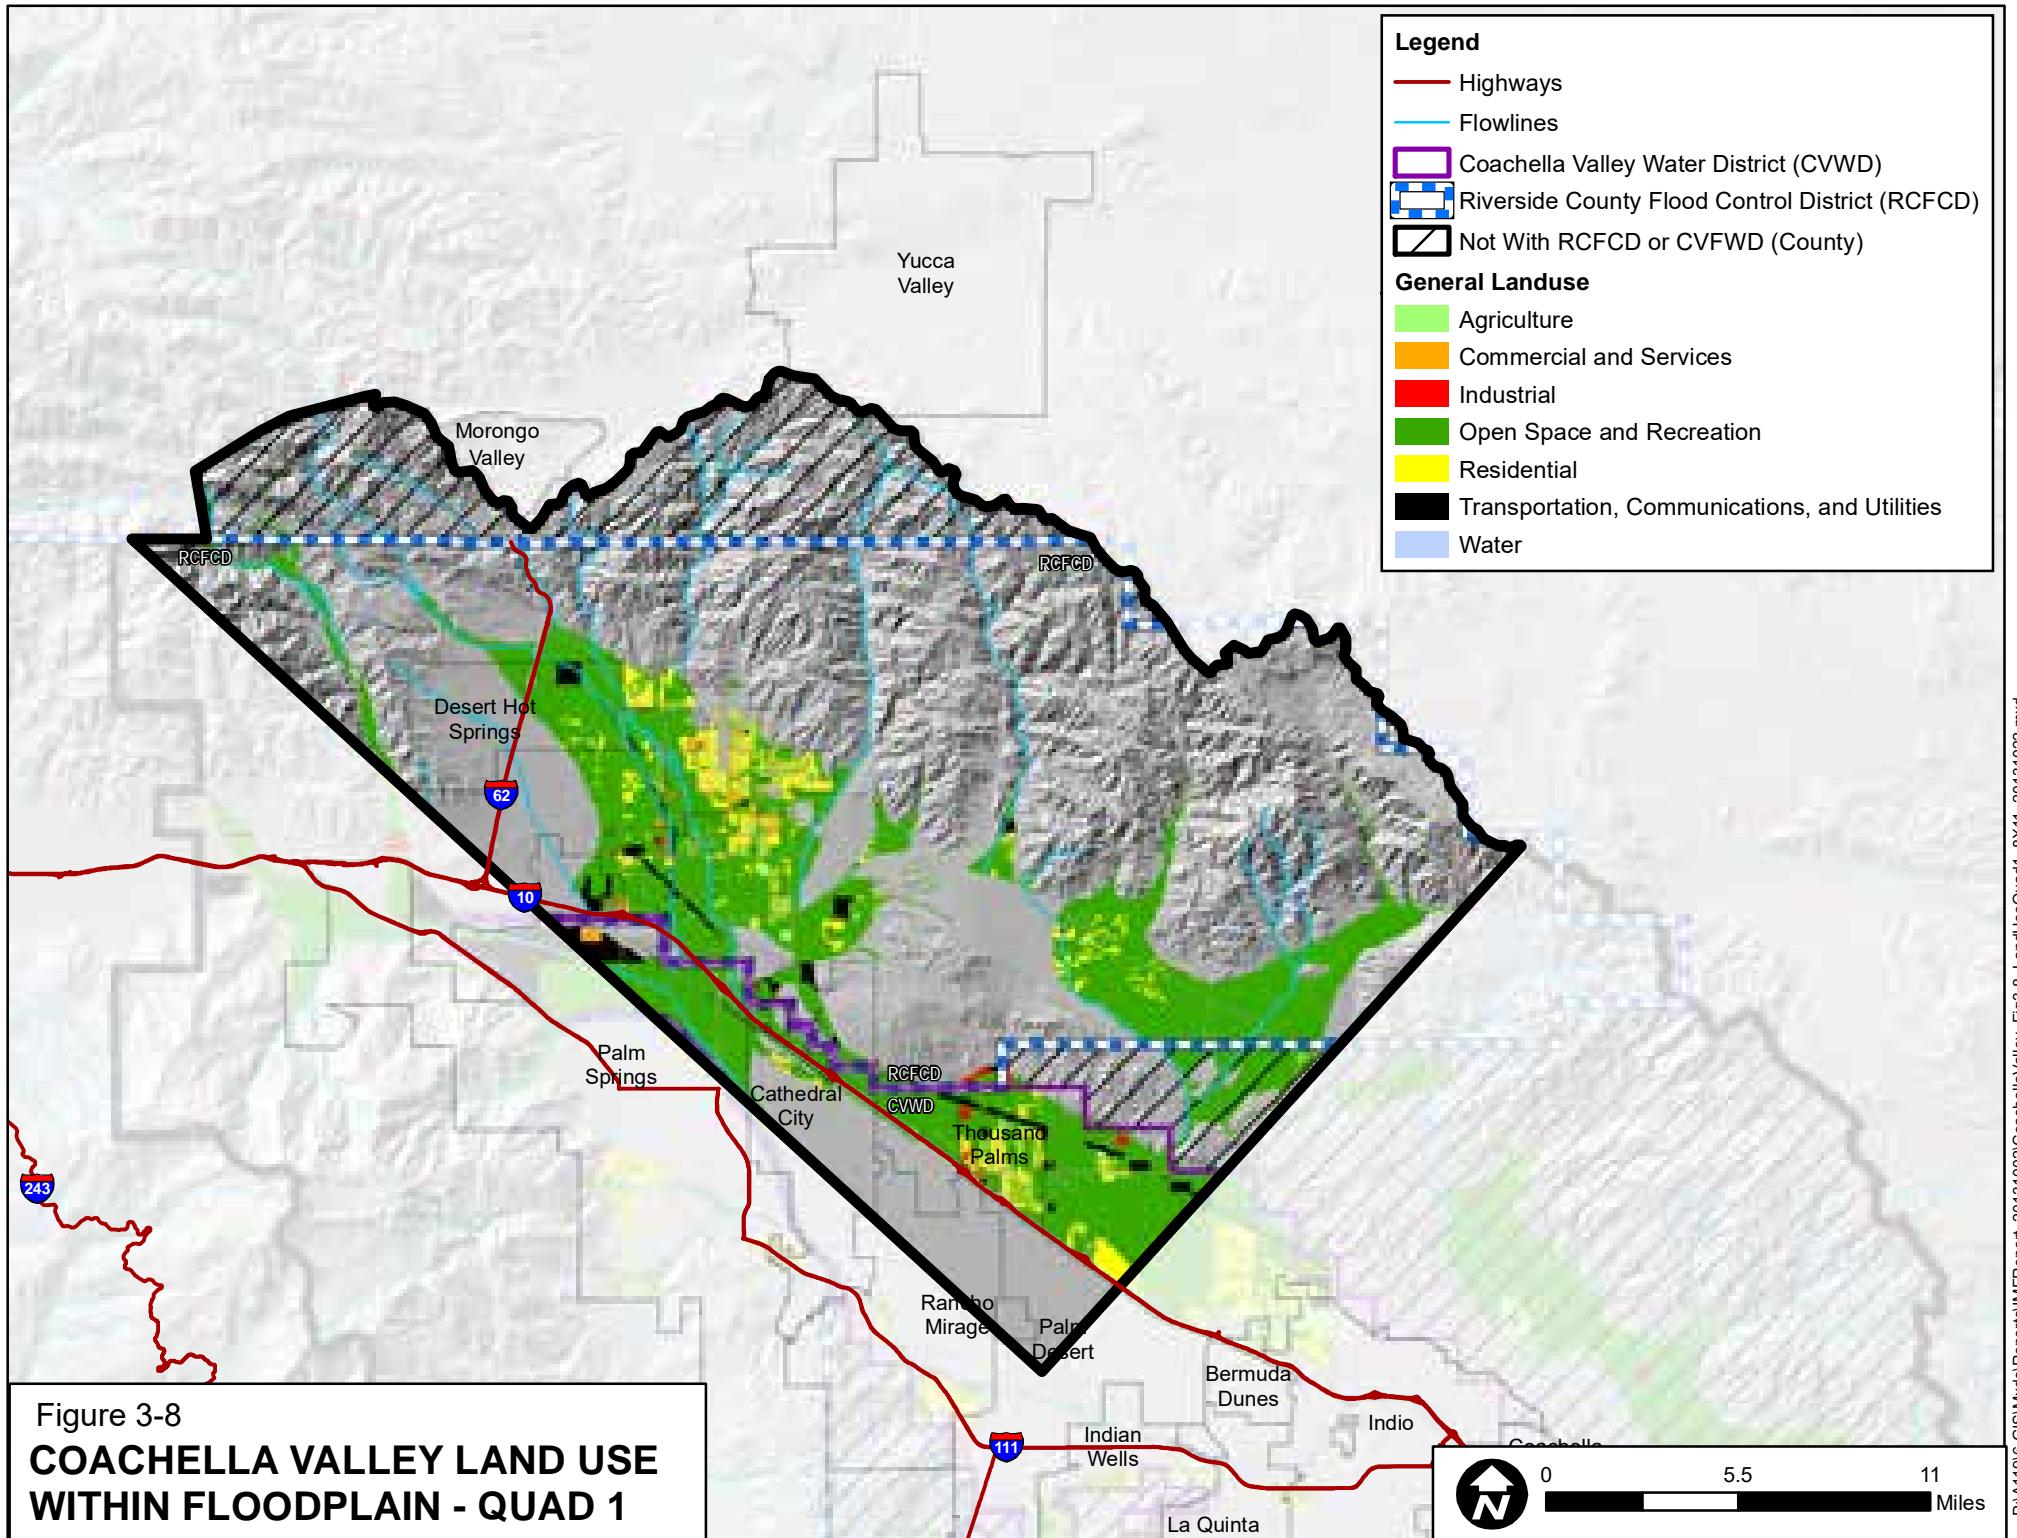 Legend
Highways
Flowlines
Coachella Valley Water District (CVWD)
Riverside County Flood Control District (RCFCD)
Not With RCFCD or CVFWD (County)
General Landuse
Agriculture
Commercial and Services
Industrial
Open Space and Recreation
Residential
Transportation, Communications, and Utilities
Water
Yucca
Valley
Morongo
Valley
RCFCD
RCFCD
Desert Hot
Springs
62
10
Palm
Springs
Cathedral
City
RCFCD
CVWD
Thousand
Palms
243
Rancho
Mirage
Palm
Desert
Bermuda
Dunes
Indio
Indian
Wells
111
La Quinta
Figure 3-8
COACHELLA VALLEY LAND USE
WITHIN FLOODPLAIN - QUAD 1
N
0 5.5 11
Miles